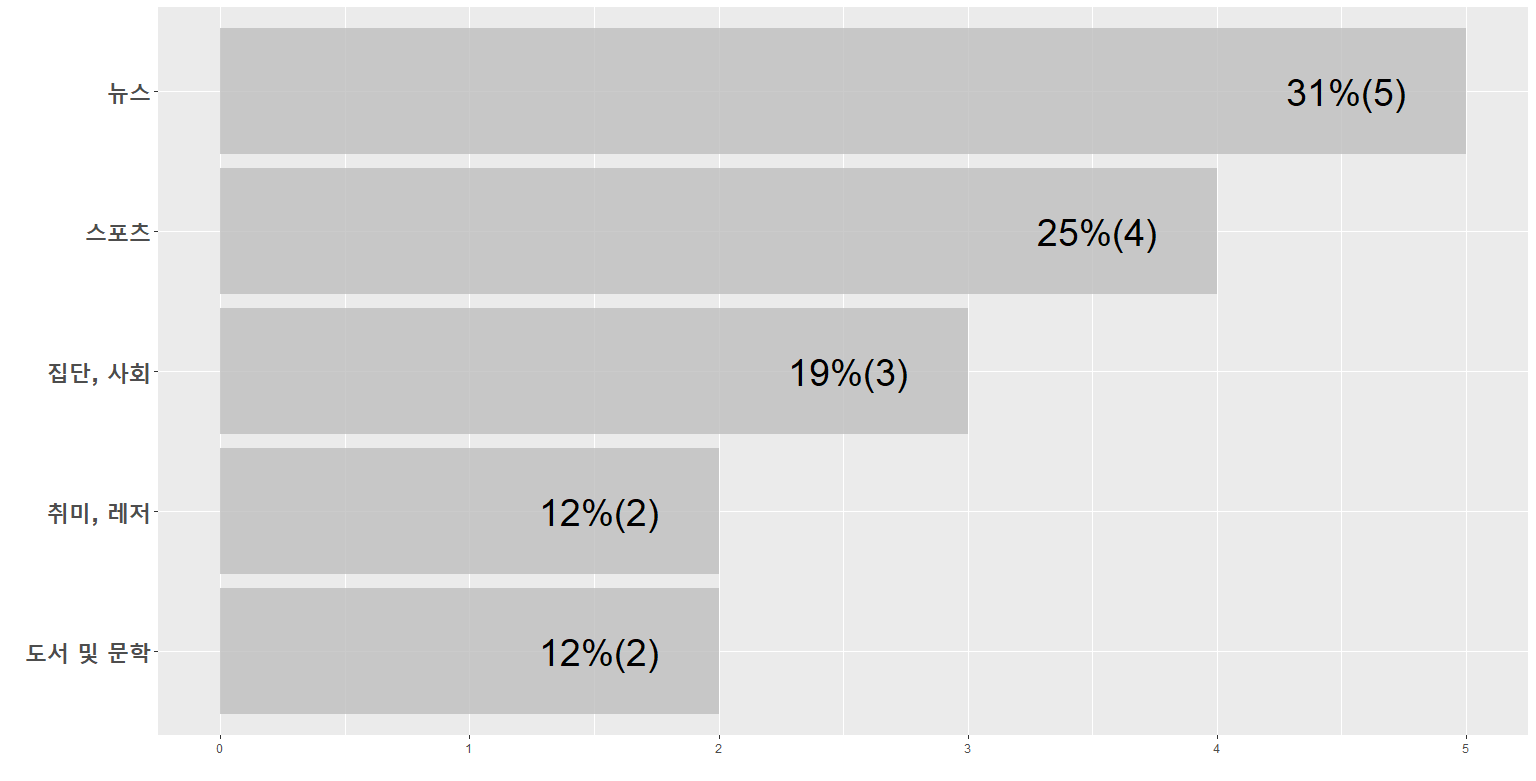 뉴스
31%(5)
스포츠
25%(4)
집단, 사회
19%(3)
취미, 레저
12%(2)
도서 및 문학
12%(2)
0 1 2 3 4 5